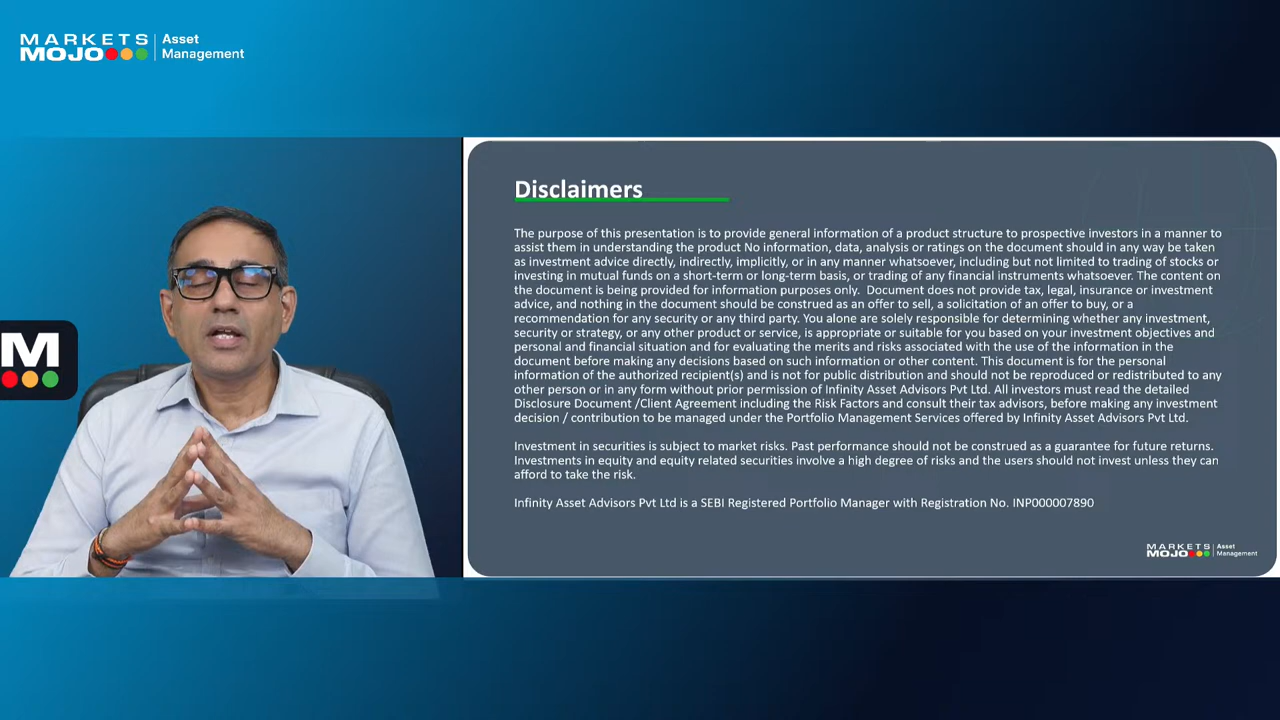 MARKETS
MOJO
Asset
Management
M
Disclaimers
The purpose of this presentation is to provide general information of a product structure to prospective investors in a manner to
assist them in understanding the product No information, data, analysis or ratings on the document should in any way be taken
as investment advice directly, indirectly, implicitly, or in any manner whatsoever, including but not limited to trading of stocks or
investing in mutual funds on a short-term or long-term basis, or trading of any financial instruments whatsoever. The content on
the document is being provided for information purposes only.  Document does not provide tax, legal, insurance or investment
advice, and nothing in the document should be construed as an offer to sell, a solicitation of an offer to buy, or a
recommendation for any security or any third party. You alone are solely responsible for determining whether any investment,
security or strategy, or any other product or service, is appropriate or suitable for you based on your investment objectives and
personal and financial situation and for evaluating the merits and risks associated with the use of the information in the
document before making any decisions based on such information or other content. This document is for the personal
information of the authorized recipient(s) and is not for public distribution and should not be reproduced or redistributed to any
other person or in any form without prior permission of Infinity Asset Advisors Pvt Ltd. All investors must read the detailed
Disclosure Document /Client Agreement including the Risk Factors and consult their tax advisors, before making any investment
decision / contribution to be managed under the Portfolio Management Services offered by Infinity Asset Advisors Pvt Ltd.
Investment in securities is subject to market risks. Past performance should not be construed as a guarantee for future returns.
Investments in equity and equity related securities involve a high degree of risks and the users should not invest unless they can
afford to take the risk.
Infinity Asset Advisors Pvt Ltd is a SEBI Registered Portfolio Manager with Registration No. INP000007890
MARKETS
MOJO
Asset
Management